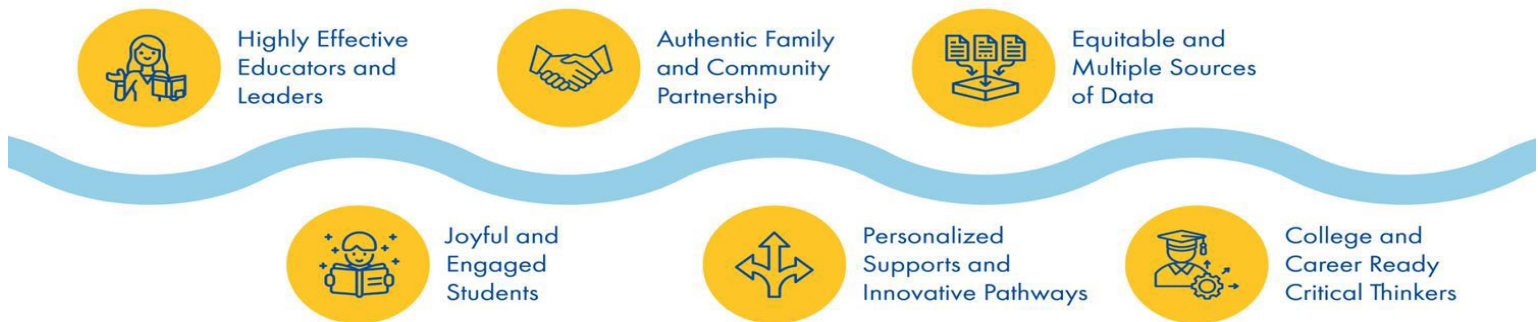 Highly Effective
Educators and
Leaders
Authentic Family
and Community
Partnership
Equitable and
Multiple Sources
of Data
Joyful and
Engaged
Students
Personalized
Supports and
Innovative Pathways
College and
Career Ready
Critical Thinkers